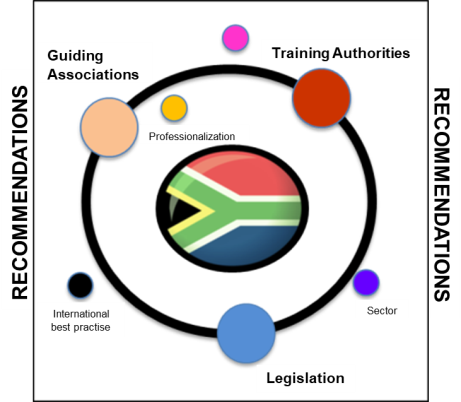 RECOMMENDATIONS
Guiding
Associations
Training Authorities
Professionalization
International
best practise
Sector
Legislation
RECOMMENDATIONS